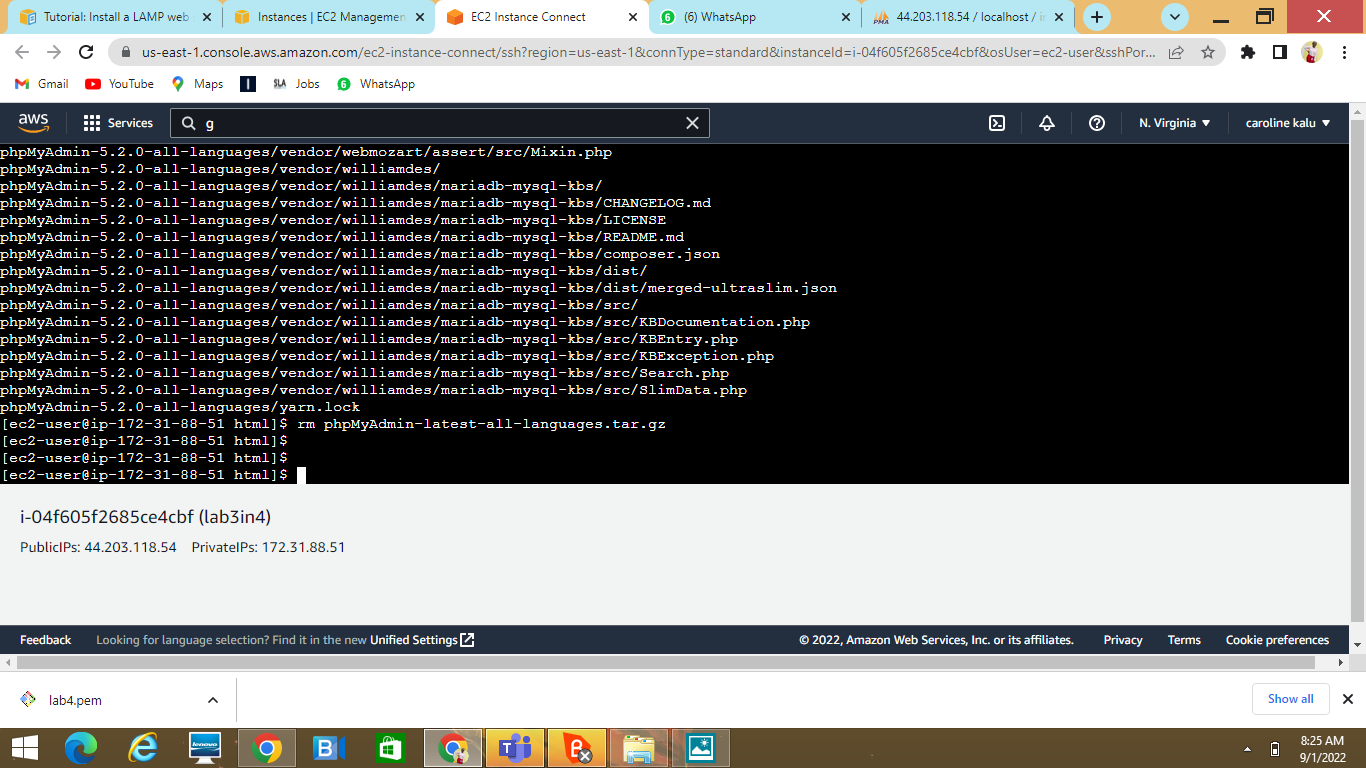 Tutorial: Install a LAMP web
Instances | EC2 Managemen
EC2 Instance Connect
(6) WhatsApp
44.203.118.54 / localhost / i
us-east-1.console.aws.amazon.com/ec2-instance-connect/ssh?region=us-east-1&connType=standard&instanceId=i-04f605f2685ce4cbf&osUser=ec2-user&sshPor...
Gmail
YouTube
Maps
SLA
Jobs
6
WhatsApp
aws
Services
g
N. Virginia
caroline kalu
phpMyAdmin-5.2.0-all-languages/vendor/webmozart/assert/src/Mixin.php
phpMyAdmin-5.2.0-all-languages/vendor/williamdes/
phpMyAdmin-5.2.0-all-languages/vendor/williamdes/mariadb-mysql-kbs/
phpMyAdmin-5.2.0-all-languages/vendor/williamdes/mariadb-mysql-kbs/CHANGELOG.md
phpMyAdmin-5.2.0-all-languages/vendor/williamdes/mariadb-mysql-kbs/LICENSE
phpMyAdmin-5.2.0-all-languages/vendor/williamdes/mariadb-mysql-kbs/README.md
phpMyAdmin-5.2.0-all-languages/vendor/williamdes/mariadb-mysql-kbs/composer.json
phpMyAdmin-5.2.0-all-languages/vendor/williamdes/mariadb-mysql-kbs/dist/
phpMyAdmin-5.2.0-all-languages/vendor/williamdes/mariadb-mysql-kbs/dist/merged-ultraslim.json
phpMyAdmin-5.2.0-all-languages/vendor/williamdes/mariadb-mysql-kbs/src/
phpMyAdmin-5.2.0-all-languages/vendor/williamdes/mariadb-mysql-kbs/src/KBDocumentation.php
phpMyAdmin-5.2.0-all-languages/vendor/williamdes/mariadb-mysql-kbs/src/KBEntry.php
phpMyAdmin-5.2.0-all-languages/vendor/williamdes/mariadb-mysql-kbs/src/KBException.php
phpMyAdmin-5.2.0-all-languages/vendor/williamdes/mariadb-mysql-kbs/src/Search.php
phpMyAdmin-5.2.0-all-languages/vendor/williamdes/mariadb-mysql-kbs/src/SlimData.php
phpMyAdmin-5.2.0-all-languages/yarn.lock
[ec2-user@ip-172-31-88-51 html]$ rm phpMyAdmin-latest-all-languages.tar.gz
[ec2-user@ip-172-31-88-51 html]$
[ec2-user@ip-172-31-88-51 html]$
[ec2-user@ip-172-31-88-51 html]$
i-04f605f2685ce4cbf (lab3in4)
PublicIPs: 44.203.118.54 PrivateIPs: 172.31.88.51
Feedback
Looking for language selection? Find it in the new Unified Settings
© 2022, Amazon Web Services, Inc. or its affiliates.
Privacy
Terms
Cookie preferences
lab4.pem
Show all
lenovo
8:25 AM
9/1/2022